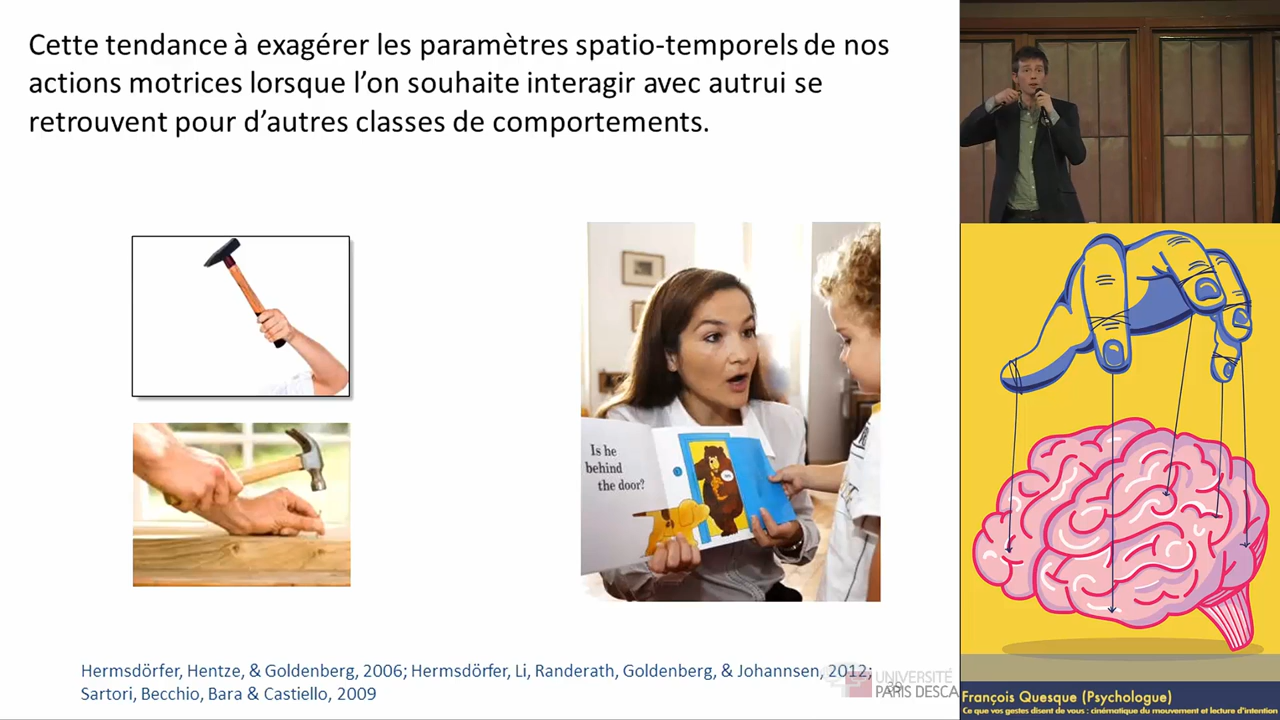 Cette tendance à exagérer les paramètres spatio-temporels de nos
actions motrices lorsque l'on souhaite interagir avec autrui se
retrouvent pour d'autres classes de comportements.
Is he
behind
the door?
Hermsdörfer, Hentze, & Goldenberg, 2006; Hermsdörfer, Li, Randerath, Goldenberg, & Johannsen, 2012;
Sartori, Becchio, Bara & Castiello, 2009
UNIVERSITÉ
PARIS DESCA
François Quesque (Psychologue)
Ce que vos gestes disent de vous : cinématique du mouvement et lecture d'intention